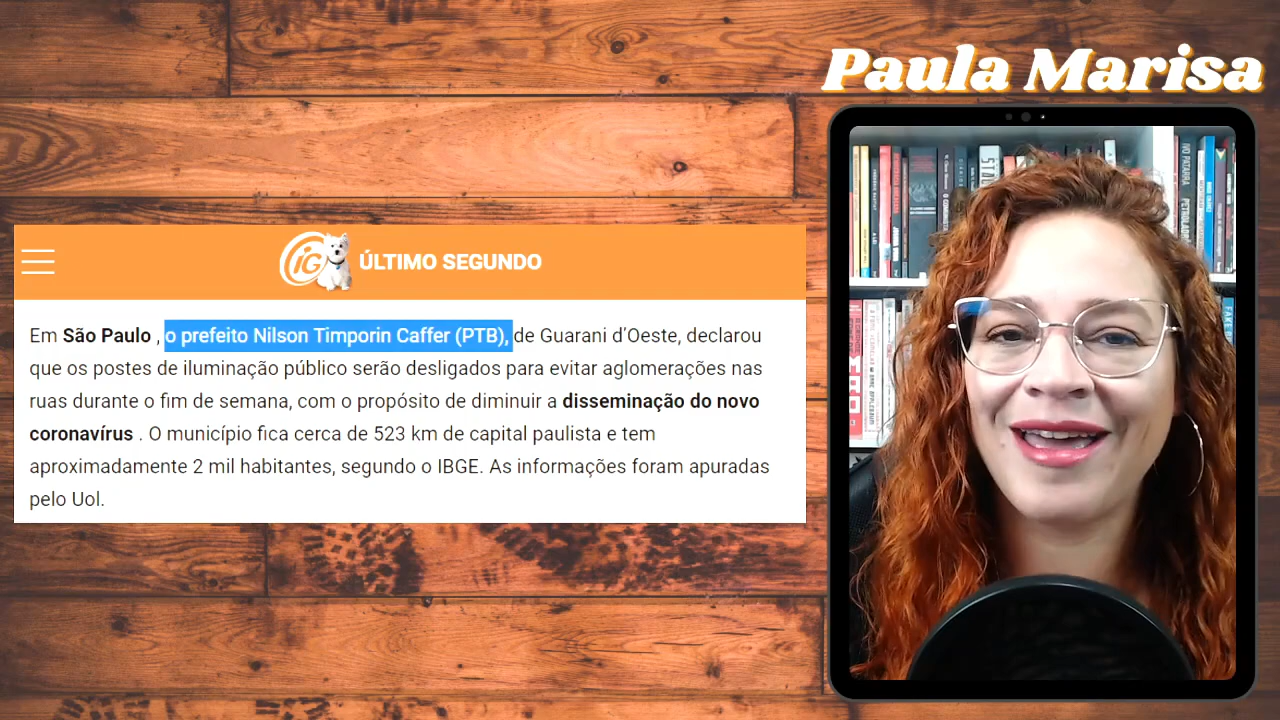 Paula Marisa
iG ÚLTIMO SEGUNDO
Em São Paulo , o prefeito Nilson Timporin Caffer (PTB), de Guarani d'Oeste, declarou
que os postes de iluminação público serão desligados para evitar aglomerações nas
ruas durante o fim de semana, com o propósito de diminuir a disseminação do novo
coronavírus . O município fica cerca de 523 km de capital paulista e tem
aproximadamente 2 mil habitantes, segundo o IBGE. As informações foram apuradas
pelo Uol.